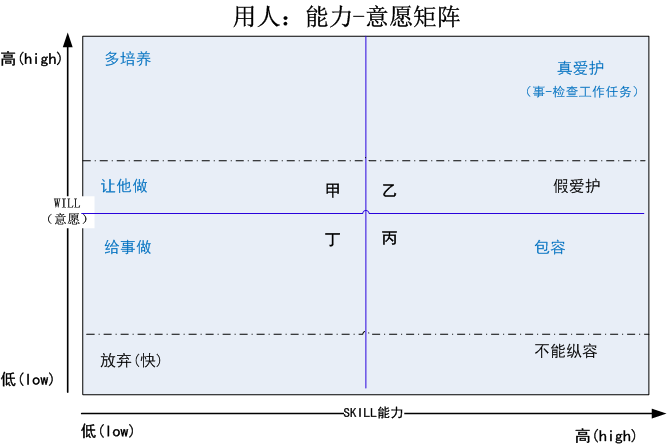 用人：能力-意愿矩阵
高(high)
多培养
真爱护
（事-检查工作任务）
让他做
甲
乙
假爱护
WILL
（意愿）
给事做
丁
丙
包容
放弃(快)
不能纵容
低(low)
SKILL能力
低(low)
高(high)